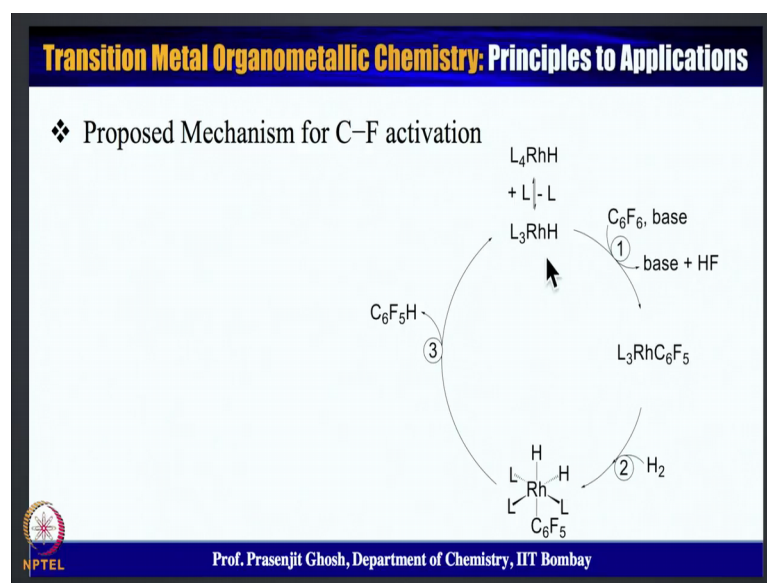 Transition Metal Organometallic Chemistry: Principles to Applications
❖ Proposed Mechanism for C−F activation
L₄RhH
+ L - L
L₃RhH
C₆F₆, base
1
base + HF
C₆F₅H
3
L₃RhC₆F₅
H
L H
Rh
L L
C₆F₅
2 H₂
NPTEL
Prof. Prasenjit Ghosh, Department of Chemistry, IIT Bombay